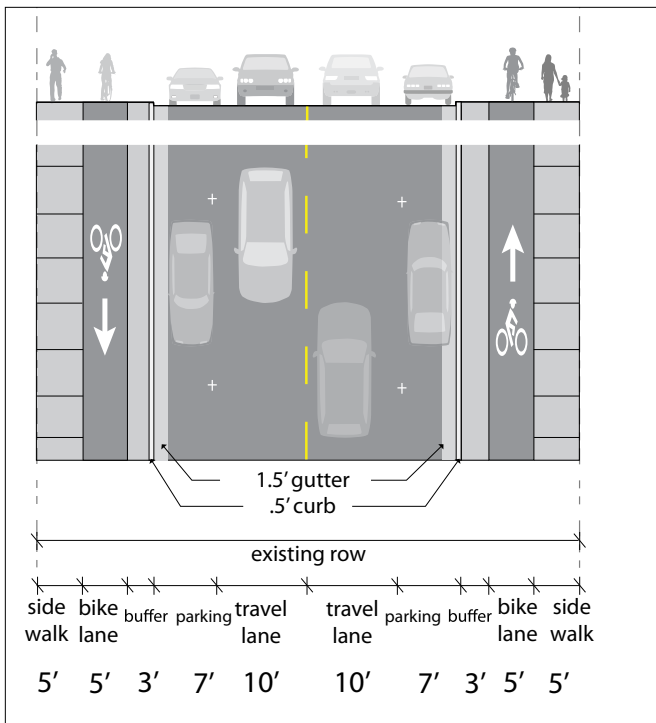 1.5' gutter
.5' curb
existing row
side walk
bike lane
buffer
parking
travel lane
travel lane
parking
buffer
bike lane
side walk
5' 5' 3' 7' 10' 10' 7' 3' 5' 5'